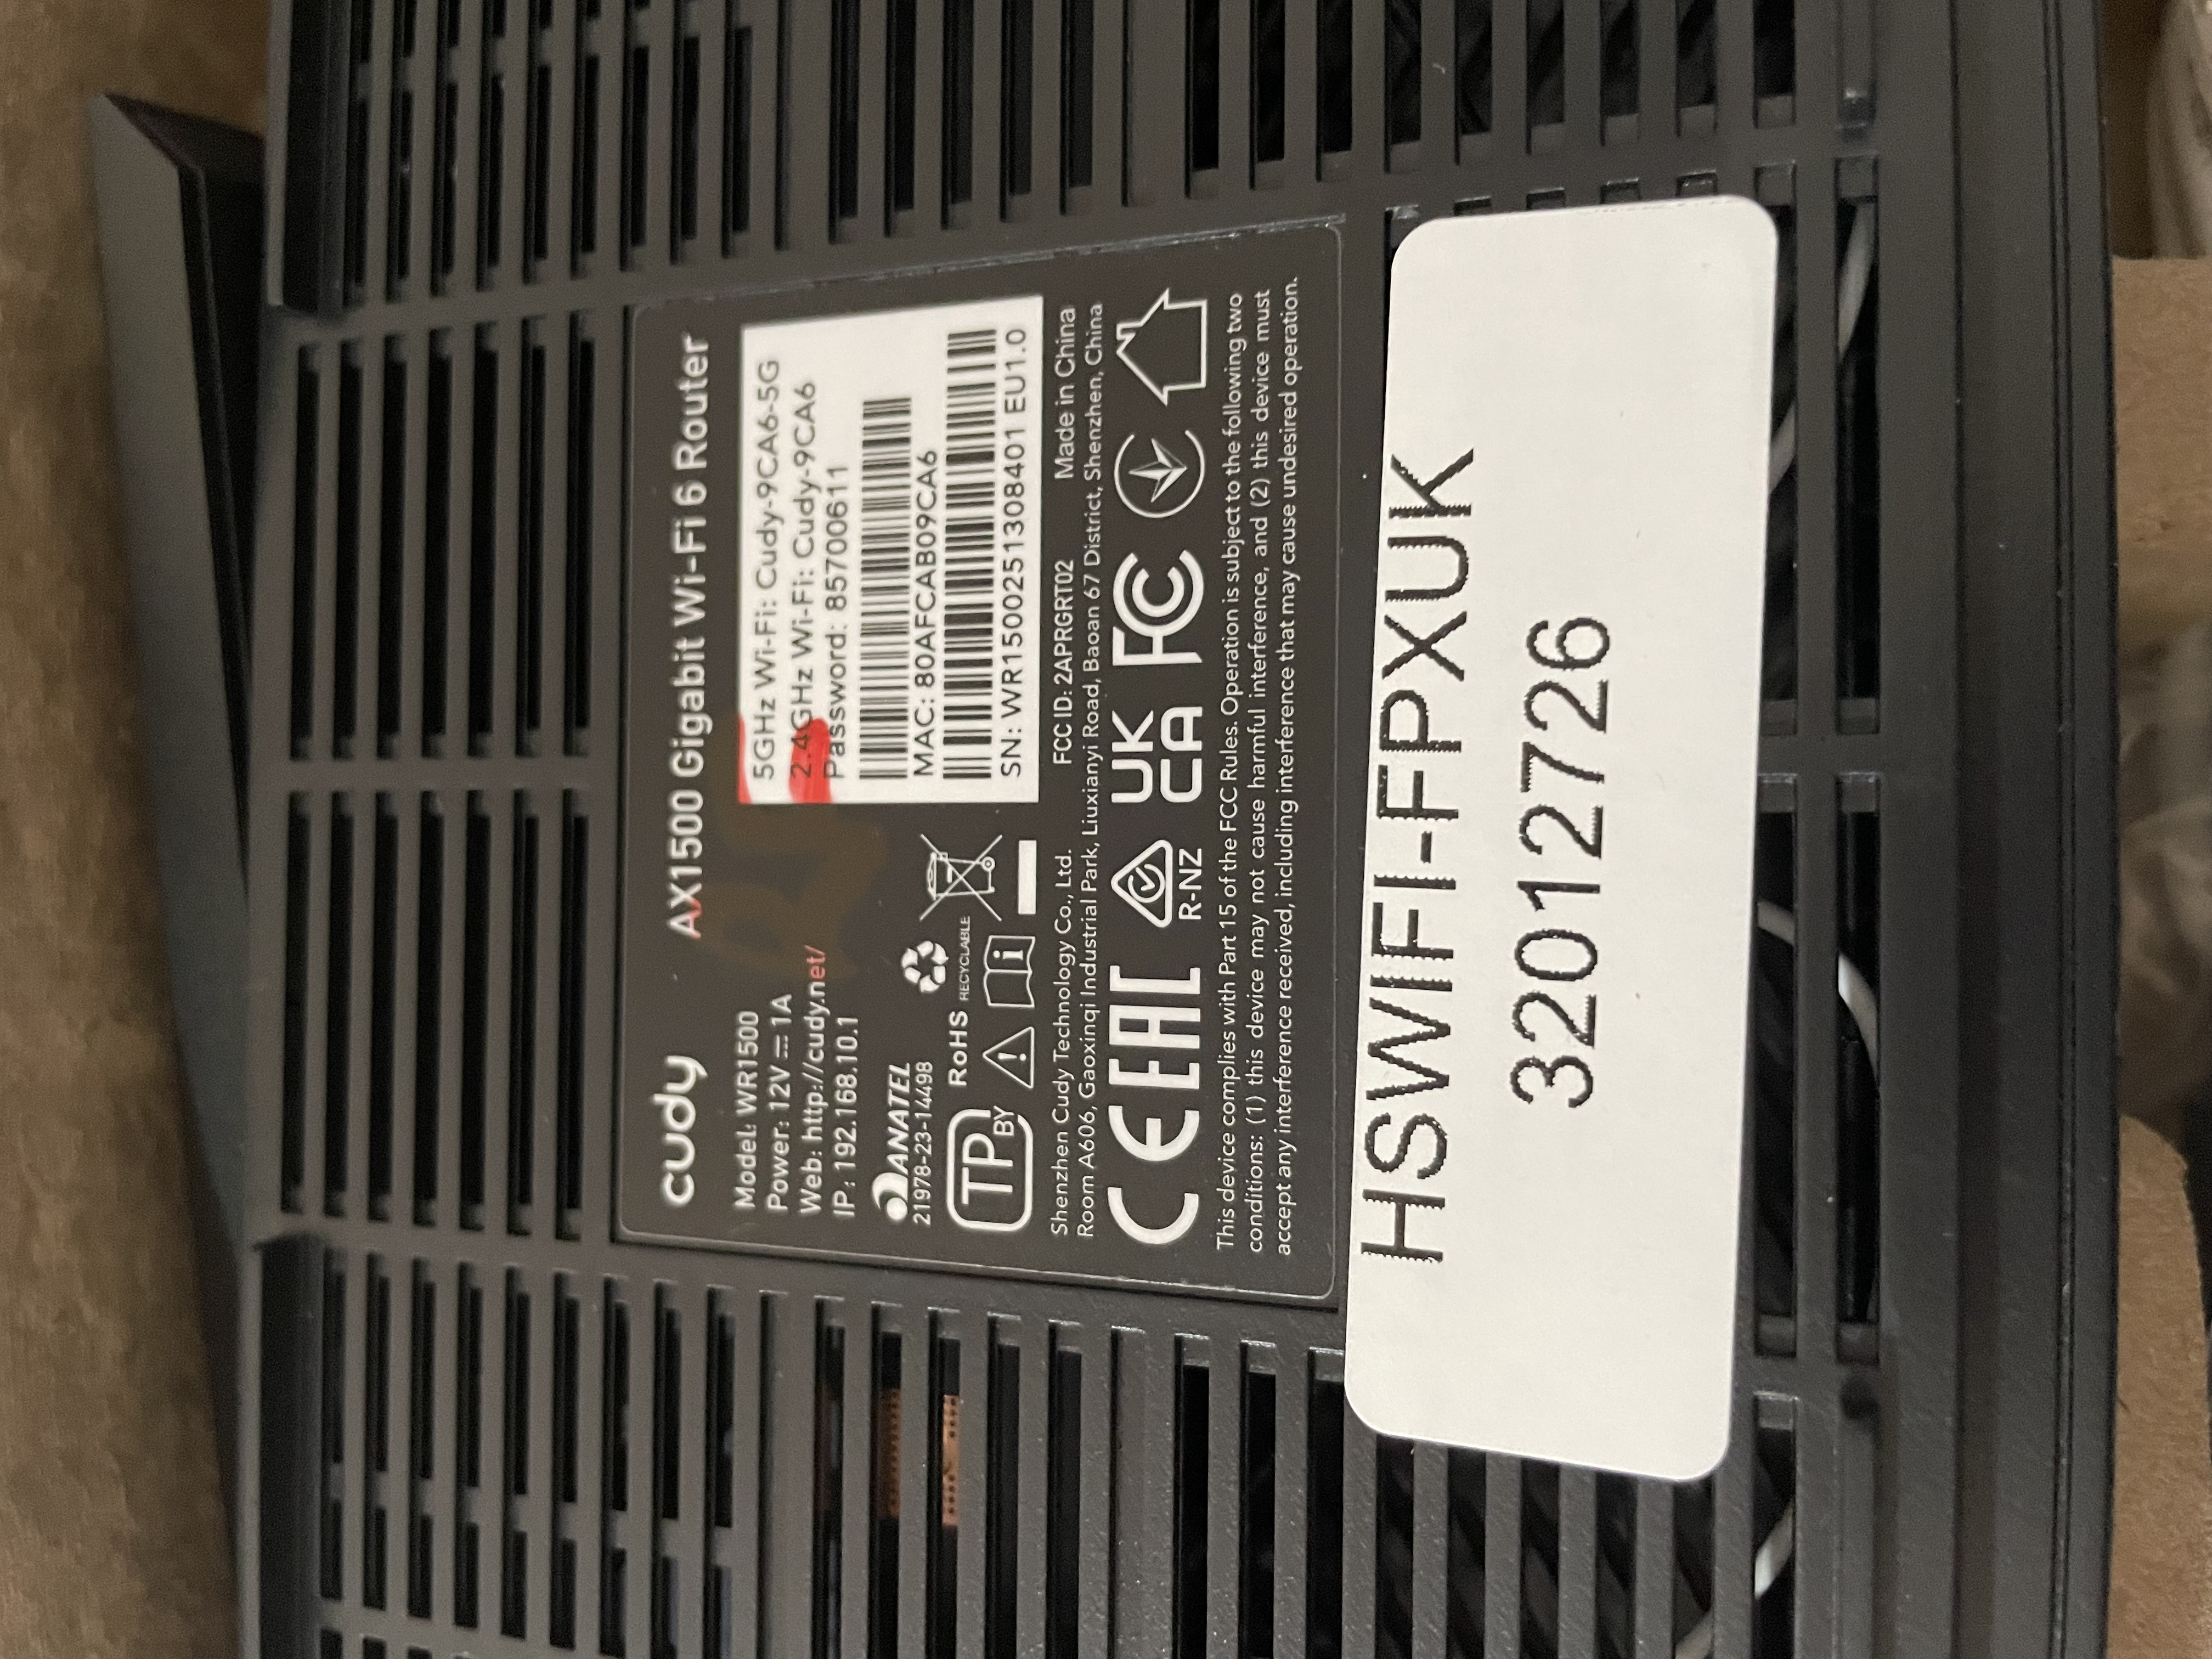 cudy AX1500 Gigabit Wi-Fi 6 Router
Model: WR1500
Power: 12V ⎓ 1A
Web: http://cudy.net/
IP: 192.168.10.1
5GHz Wi-Fi: Cudy-9CA6-5G
2.4GHz Wi-Fi: Cudy-9CA6
Password: 85700611
MAC: 80AFCAB09CA6
SN: WR1500251308401 EU1.0
ANATEL
21978-23-14498
RoHS RECYCLABLE
TP BY
Shenzhen Cudy Technology Co., Ltd. FCC ID: 2APRGRT02 Made in China
Room A606, Gaoxinqi Industrial Park, Liuxianyi Road, Baoan 67 District, Shenzhen, China
CE EAC R-NZ UK CA FC
This device complies with Part 15 of the FCC Rules. Operation is subject to the following two
conditions: (1) this device may not cause harmful interference, and (2) this device must
accept any interference received, including interference that may cause undesired operation.
HSWIFI-FPXUK
32012726